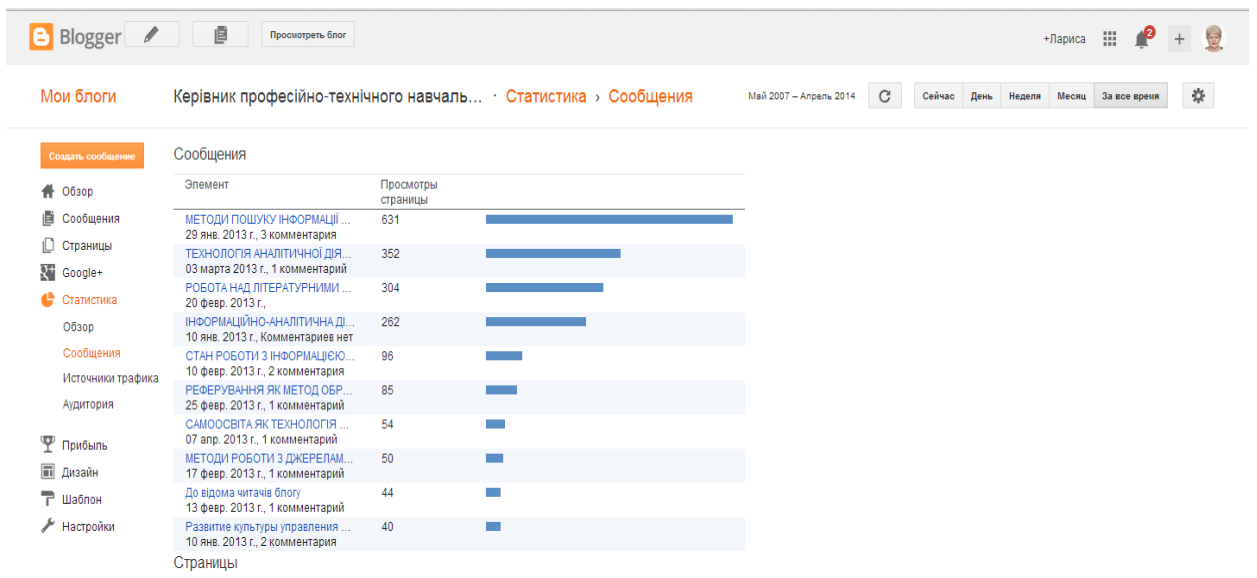 Blogger
Просмотреть блог
+Лариса
2
+
Мои блоги
Керівник професійно-технічного навчаль... · Статистика › Сообщения
Май 2007 – Апрель 2014
Сейчас День Неделя Месяц За все время
Создать сообщение
Обзор
Сообщения
Страницы
Google+
Статистика
Обзор
Сообщения
Источники трафика
Аудитория
Прибыль
Дизайн
Шаблон
Настройки
Сообщения
Элемент Просмотры
страницы
МЕТОДИ ПОШУКУ ІНФОРМАЦІЇ ... 631
29 янв. 2013 г., 3 комментария
ТЕХНОЛОГІЯ АНАЛІТИЧНОЇ ДІЯ... 352
03 марта 2013 г., 1 комментарий
РОБОТА НАД ЛІТЕРАТУРНИМИ ... 304
20 февр. 2013 г.,
ІНФОРМАЦІЙНО-АНАЛІТИЧНА ДІ... 262
10 янв. 2013 г., Комментариев нет
СТАН РОБОТИ З ІНФОРМАЦІЄЮ... 96
10 февр. 2013 г., 2 комментария
РЕФЕРУВАННЯ ЯК МЕТОД ОБР... 85
25 февр. 2013 г., 1 комментарий
САМООСВІТА ЯК ТЕХНОЛОГІЯ ... 54
07 апр. 2013 г., 1 комментарий
МЕТОДИ РОБОТИ З ДЖЕРЕЛАМ... 50
17 февр. 2013 г., 1 комментарий
До відома читачів блогу 44
13 февр. 2013 г., 1 комментарий
Развитие культуры управления ... 40
10 янв. 2013 г., 2 комментария
Страницы